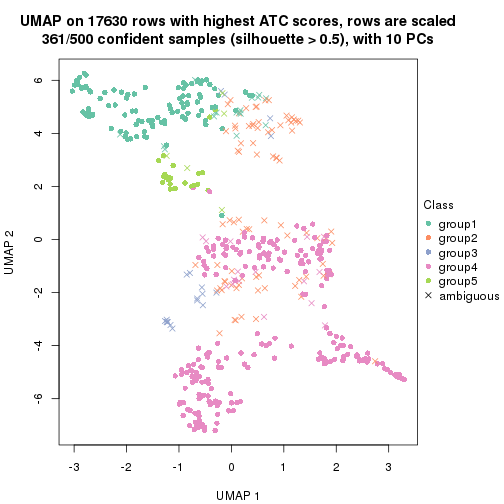 UMAP on 17630 rows with highest ATC scores, rows are scaled
361/500 confident samples (silhouette > 0.5), with 10 PCs
6
4
2
0
-2
-4
-6
UMAP 2
-3
-2
-1
0
1
2
3
UMAP 1
Class
group1
group2
group3
group4
group5
ambiguous